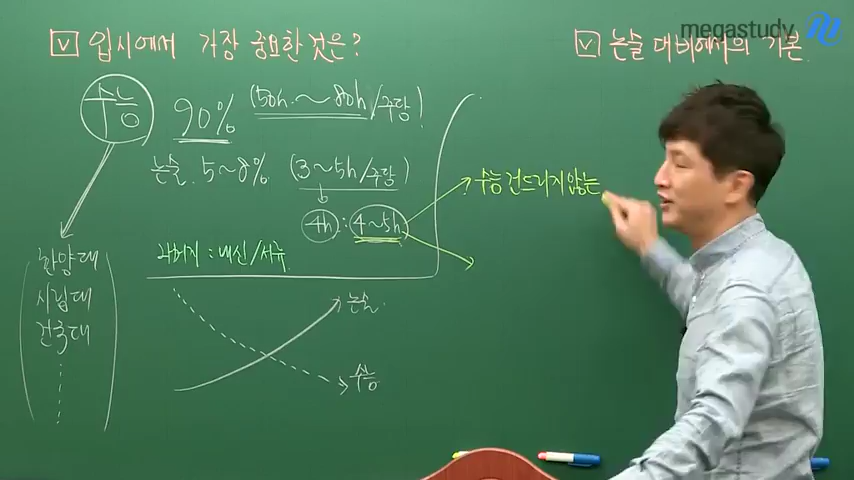 megastudy
☑ 입시에서 가장 중요한 것은?
☑ 논술 대비에서의 기본
수능 90% (50h~80h/주당)!
논술. 5~8% (3~5h/주당)
4h : 4~5h
수능 건드리지 않는
나머지 : 내신/서류
한양대
시립대
건국대
논술.
수능